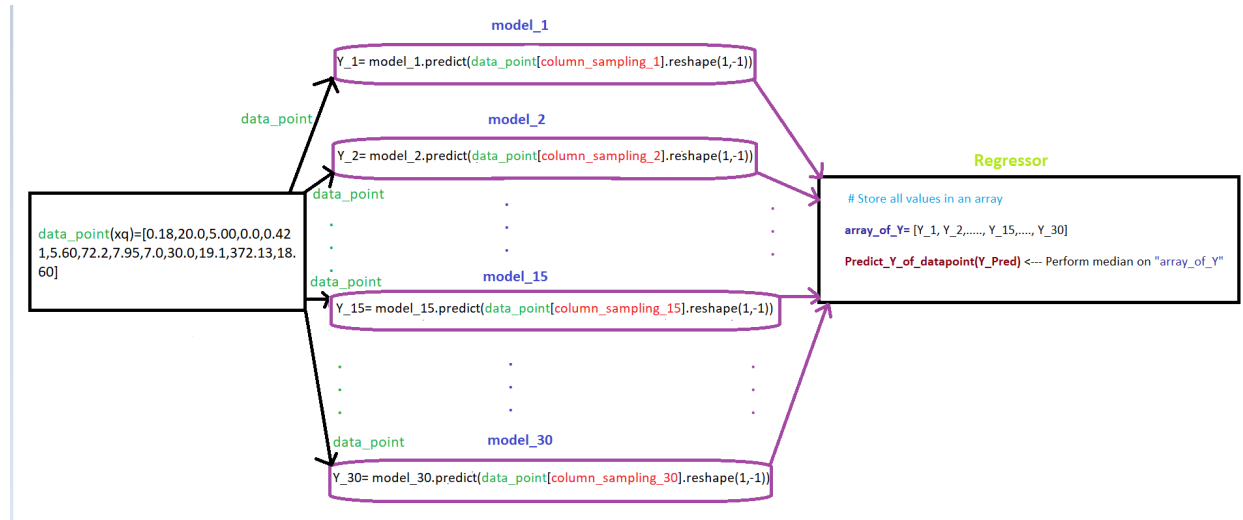 model_1
Y_1= model_1.predict(data_point[column_sampling_1].reshape(1,-1))
data_point
model_2
Y_2= model_2.predict(data_point[column_sampling_2].reshape(1,-1))
data_point
data_point(xq)=[0.18,20.0,5.00,0.0,0.42
1,5.60,72.2,7.95,7.0,30.0,19.1,372.13,18.
60]
data_point
model_15
Y_15= model_15.predict(data_point[column_sampling_15].reshape(1,-1))
data_point
model_30
Y_30= model_30.predict(data_point[column_sampling_30].reshape(1,-1))
Regressor
# Store all values in an array
array_of_Y= [Y_1, Y_2,....., Y_15,...., Y_30]
Predict_Y_of_datapoint(Y_Pred) <--- Perform median on "array_of_Y"